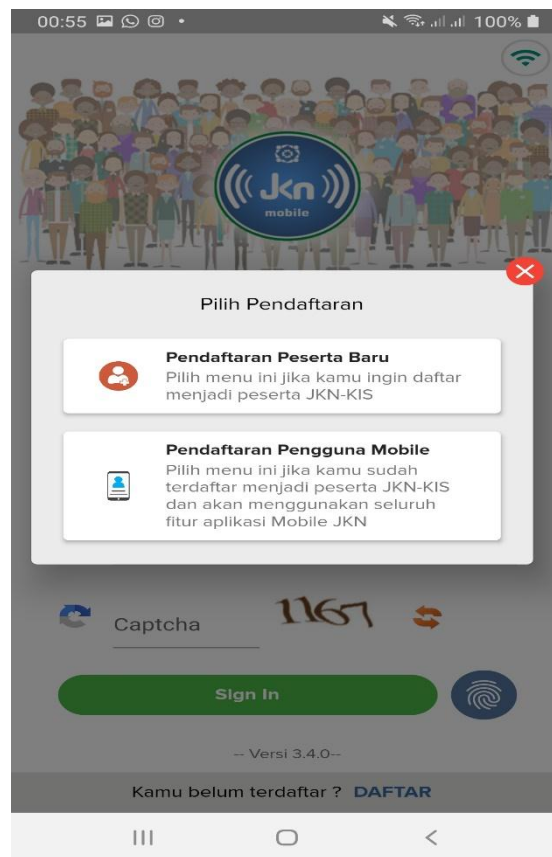 00:55 100%
Jkn
mobile
Pilih Pendaftaran
Pendaftaran Peserta Baru
Pilih menu ini jika kamu ingin daftar
menjadi peserta JKN-KIS
Pendaftaran Pengguna Mobile
Pilih menu ini jika kamu sudah
terdaftar menjadi peserta JKN-KIS
dan akan menggunakan seluruh
fitur aplikasi Mobile JKN
Captcha 1167
Sign In
-- Versi 3.4.0--
Kamu belum terdaftar ? DAFTAR